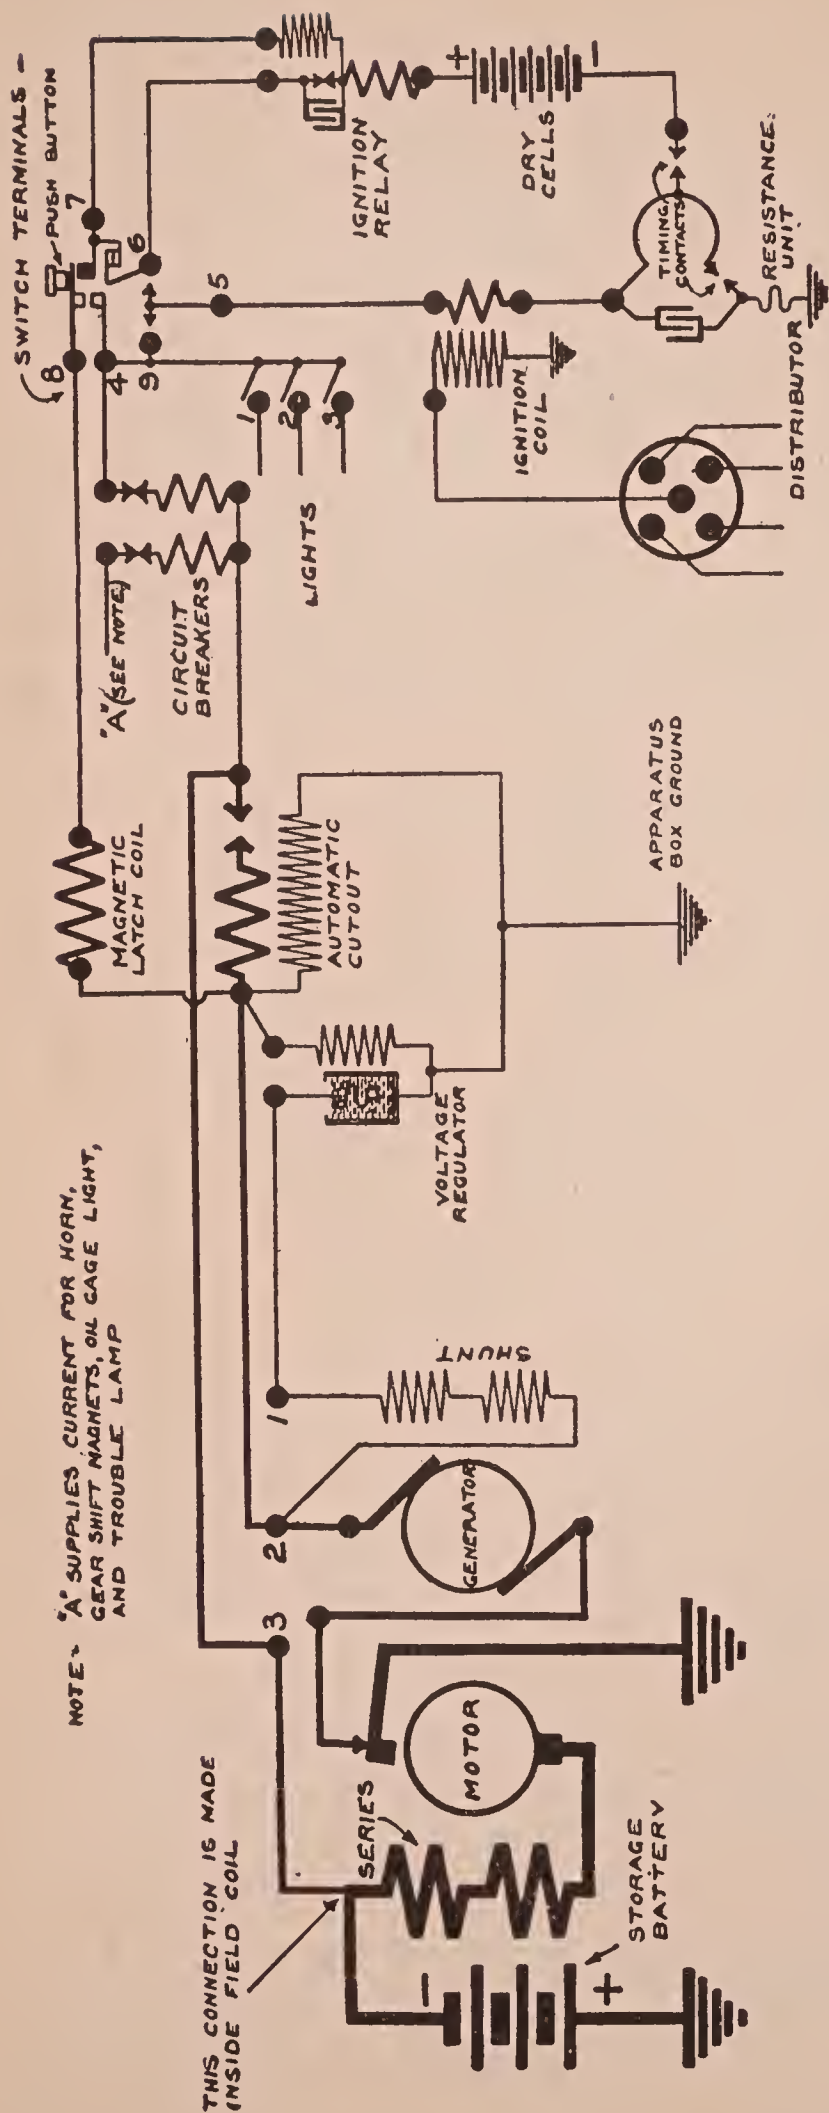 NOTE- "A" SUPPLIES CURRENT FOR HORN,
GEAR SHIFT MAGNETS, OIL GAGE LIGHT,
AND TROUBLE LAMP
THIS CONNECTION IS MADE
INSIDE FIELD COIL
3
2
1
SERIES
MOTOR
GENERATOR
SHUNT
-
+
STORAGE
BATTERY
VOLTAGE
REGULATOR
MAGNETIC
LATCH COIL
AUTOMATIC
CUTOUT
APPARATUS
BOX GROUND
"A" (SEE NOTE)
CIRCUIT
BREAKERS
LIGHTS
1
2
3
SWITCH TERMINALS -
PUSH BUTTON
8
7
4
6
9
5
IGNITION
RELAY
+
-
DRY
CELLS
IGNITION
COIL
TIMING
CONTACTS
RESISTANCE
UNIT
DISTRIBUTOR